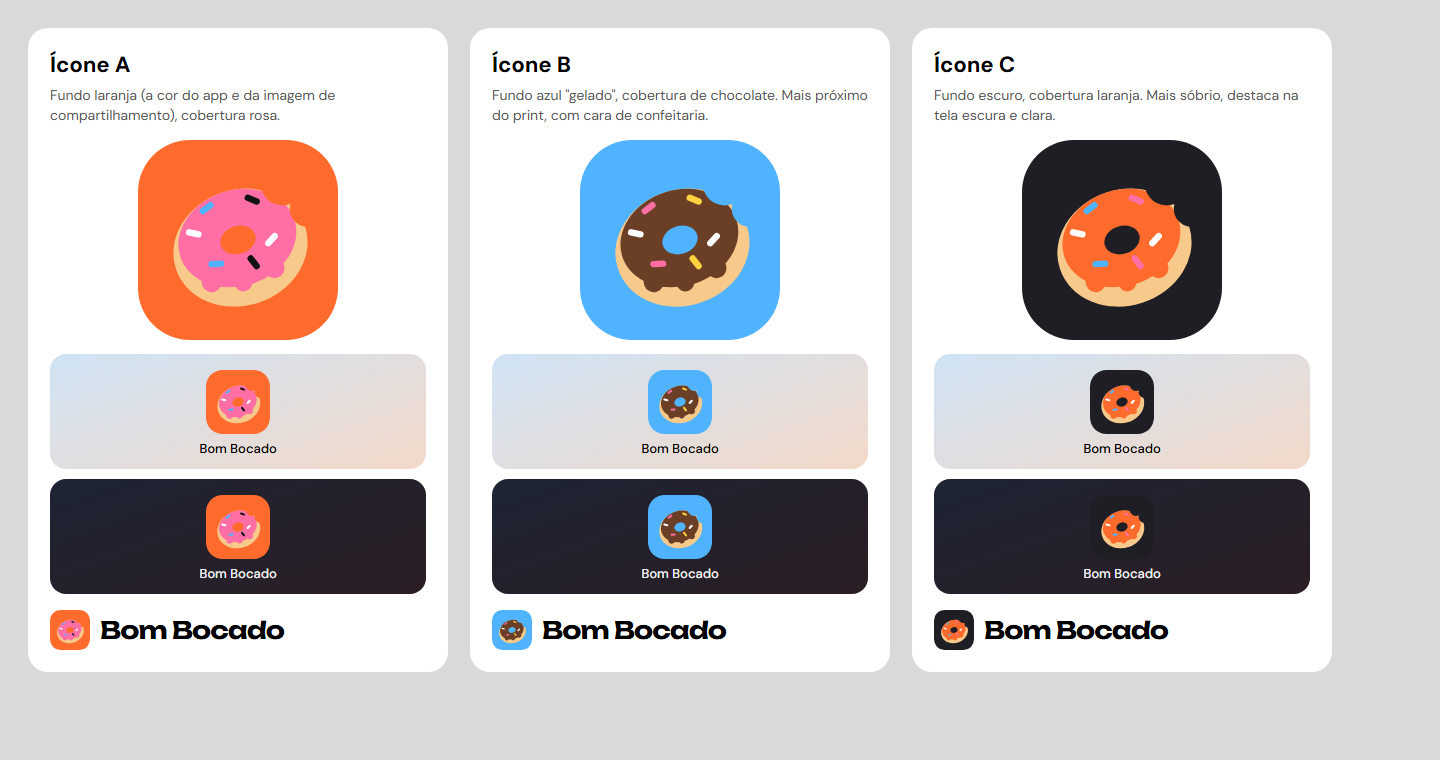 Ícone A
Fundo laranja (a cor do app e da imagem de
compartilhamento), cobertura rosa.
Bom Bocado
Bom Bocado
Bom Bocado
Ícone B
Fundo azul "gelado", cobertura de chocolate. Mais próximo
do print, com cara de confeitaria.
Bom Bocado
Bom Bocado
Bom Bocado
Ícone C
Fundo escuro, cobertura laranja. Mais sóbrio, destaca na
tela escura e clara.
Bom Bocado
Bom Bocado
Bom Bocado